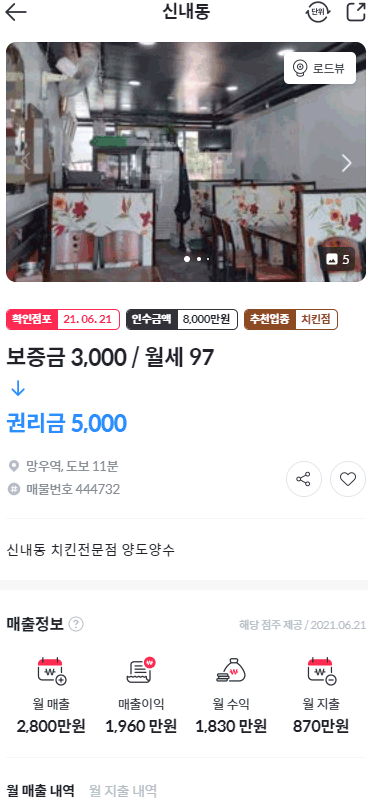 신내동
단위
로드뷰
5
확인점포 21. 06. 21 인수금액 8,000만원 추천업종 치킨점
보증금 3,000 / 월세 97
권리금 5,000
망우역, 도보 11분
매물번호 444732
신내동 치킨전문점 양도양수
매출정보 ? 해당 점주 제공 / 2021.06.21
월 매출 매출이익 월 수익 월 지출
2,800만원 1,960 만원 1,830 만원 870만원
월 매출 내역 월 지출 내역